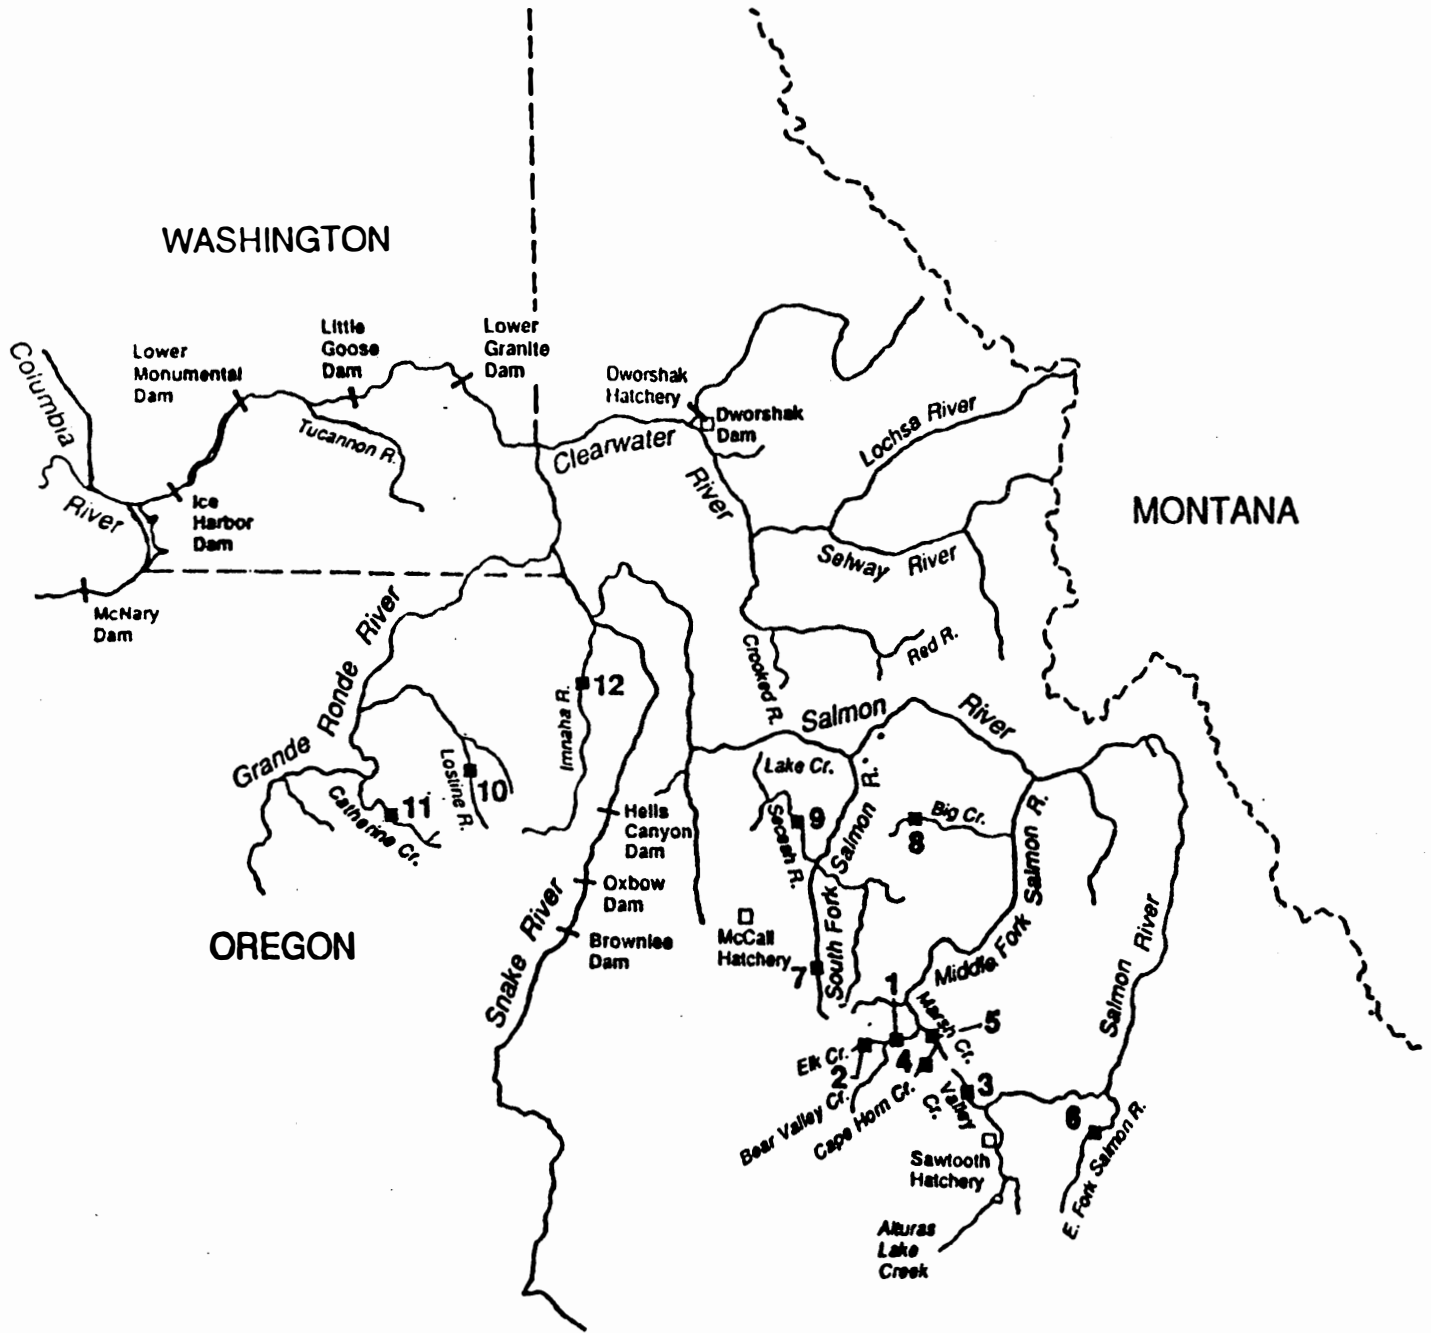 WASHINGTON
Little
Goose
Dam
Lower
Granite
Dam
Lower
Monumental
Dam
Columbia
River
Tucannon R.
Ice
Harbor
Dam
McNary
Dam
Dworshak
Hatchery
Dworshak
Dam
Clearwater
River
Lochsa River
Selway River
MONTANA
Crooked R.
Red R.
Grande Ronde River
Imnaha R.
12
Lostine R.
10
11
Catherine Cr.
Salmon River
Lake Cr.
Secesh R.
9
South Fork Salmon R.
Big Cr.
8
Middle Fork Salmon R.
Salmon River
Hells
Canyon
Dam
Oxbow
Dam
Brownlee
Dam
Snake River
OREGON
McCall
Hatchery
7
1
Marsh Cr.
5
Elk Cr.
2
4
Bear Valley Cr.
Cape Horn Cr.
Valley
Cr.
3
6
E. Fork Salmon R.
Sawtooth
Hatchery
Alturas
Lake
Creek